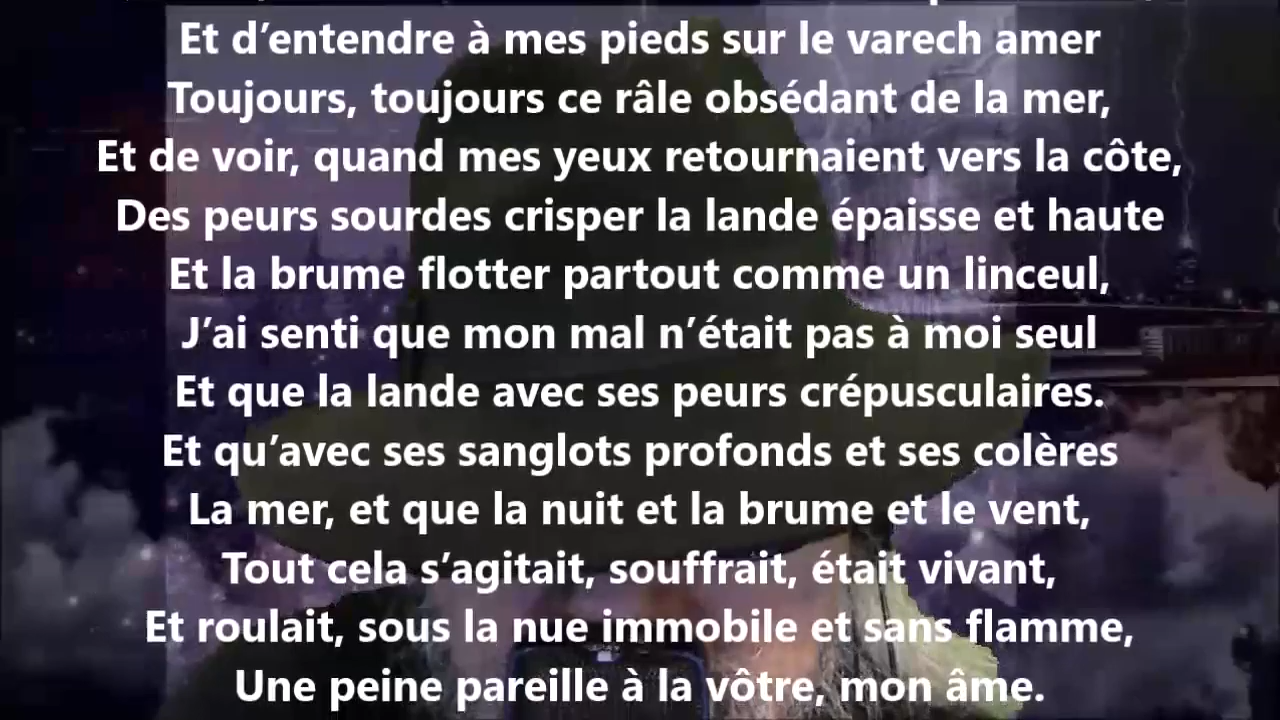 Et d’entendre à mes pieds sur le varech amer
Toujours, toujours ce râle obsédant de la mer,
Et de voir, quand mes yeux retournaient vers la côte,
Des peurs sourdes crisper la lande épaisse et haute
Et la brume flotter partout comme un linceul,
J’ai senti que mon mal n’était pas à moi seul
Et que la lande avec ses peurs crépusculaires.
Et qu’avec ses sanglots profonds et ses colères
La mer, et que la nuit et la brume et le vent,
Tout cela s’agitait, souffrait, était vivant,
Et roulait, sous la nue immobile et sans flamme,
Une peine pareille à la vôtre, mon âme.